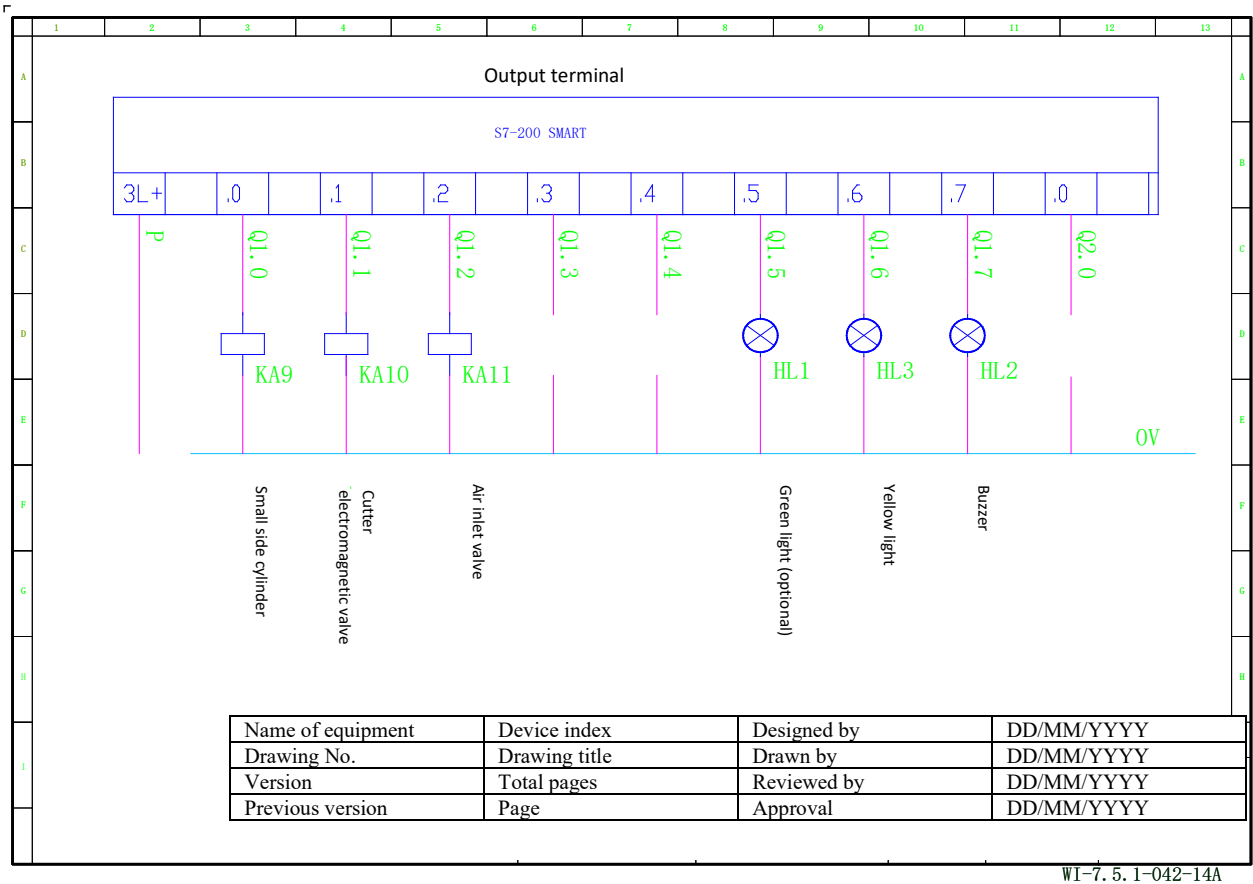 1 2 3 4 5 6 7 8 9 10 11 12 13
Output terminal
A A
S7-200 SMART
B B
3L+ .0 .1 .2 .3 .4 .5 .6 .7 .0
P Q1.0 Q1.1 Q1.2 Q1.3 Q1.4 Q1.5 Q1.6 Q1.7 Q2.0
C C
D D
KA9 KA10 KA11 HL1 HL3 HL2
E E
0V
F F
Small side cylinder
Cutter
electromagnetic valve
Air inlet valve
Green light (optional)
Yellow light
Buzzer
G G
H H
Name of equipment Device index Designed by DD/MM/YYYY
Drawing No. Drawing title Drawn by DD/MM/YYYY
I
Version Total pages Reviewed by DD/MM/YYYY
Previous version Page Approval DD/MM/YYYY
WI-7.5.1-042-14A